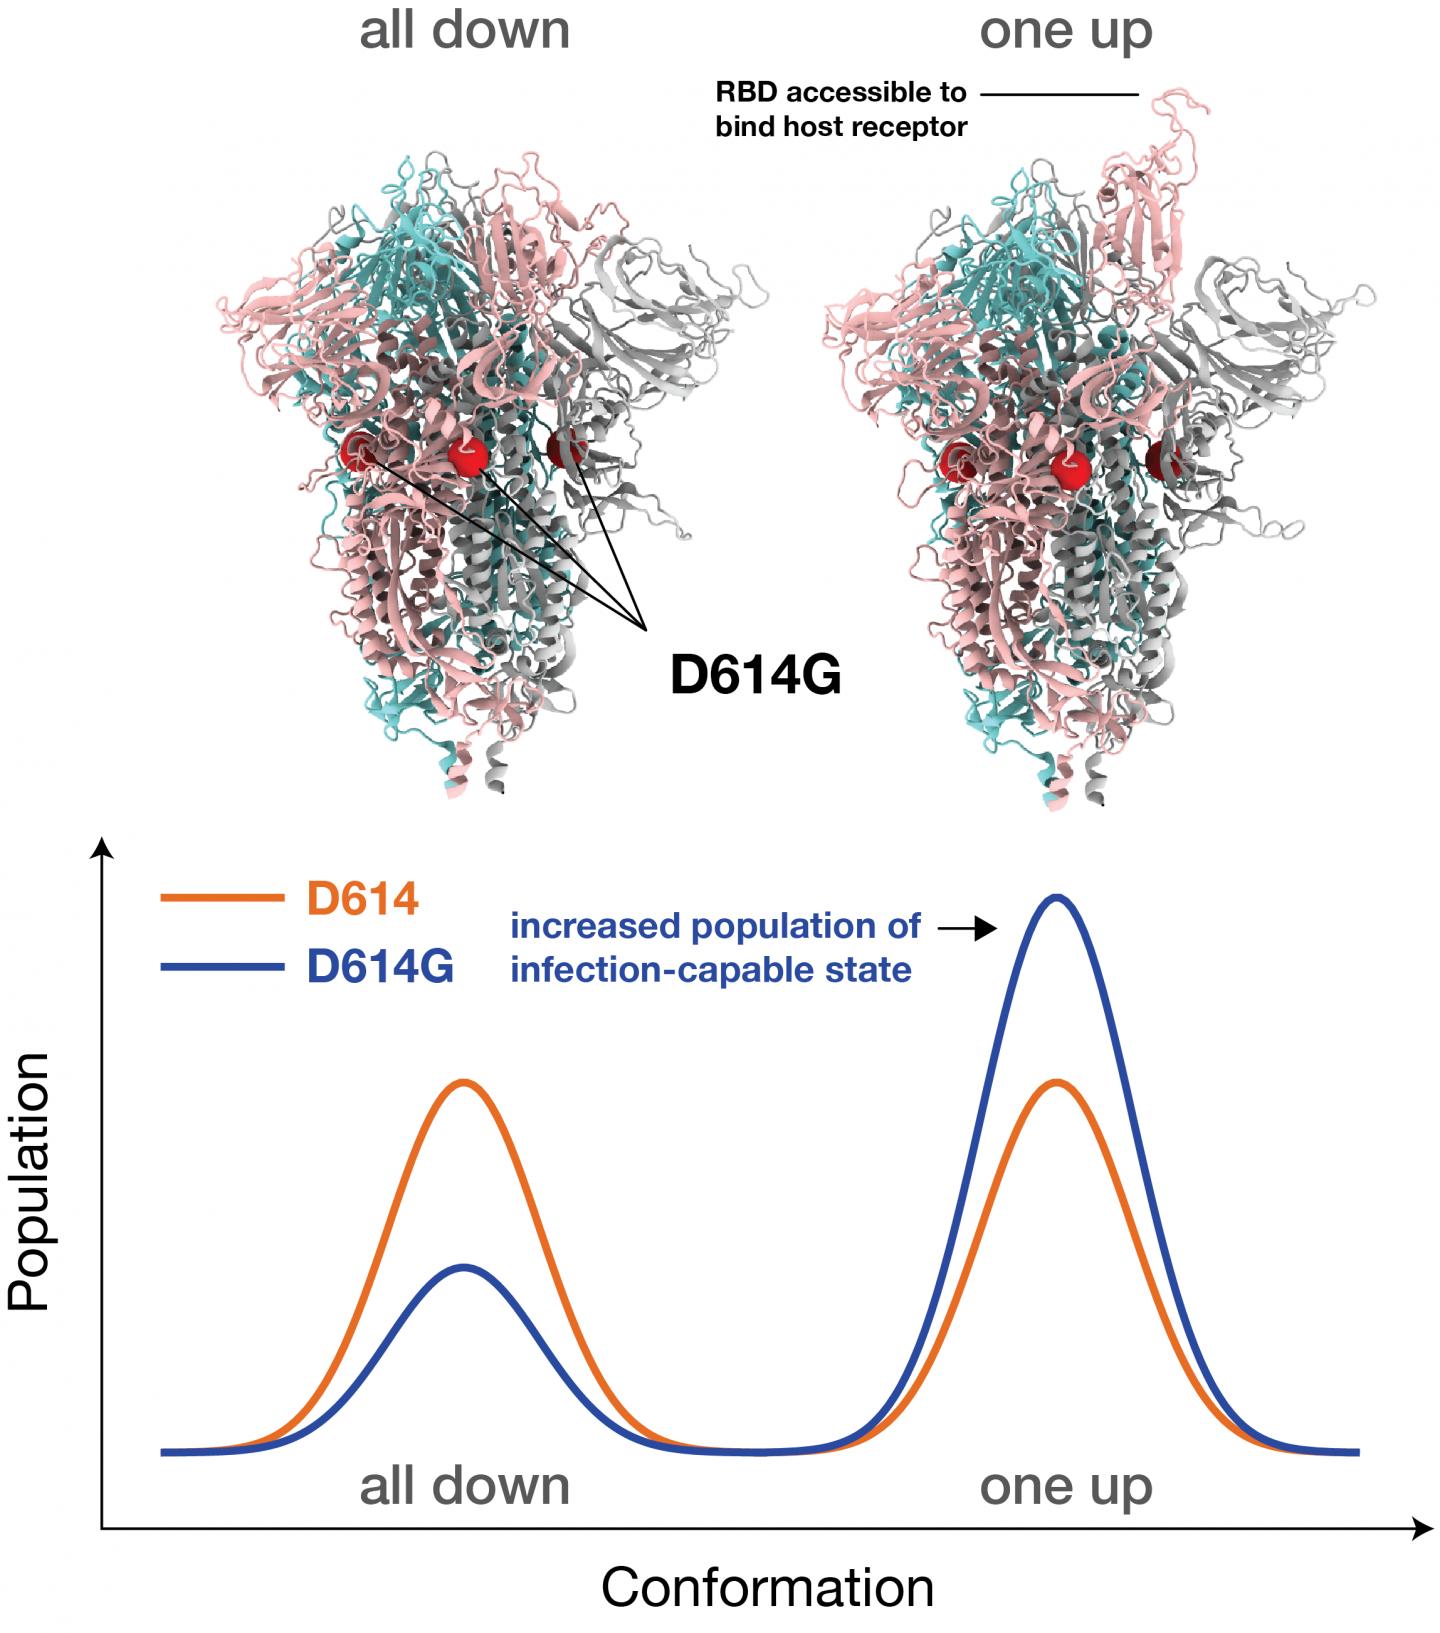 all down
one up
RBD accessible to
bind host receptor
D614G
D614
D614G
increased population of
infection-capable state
Population
all down
one up
Conformation